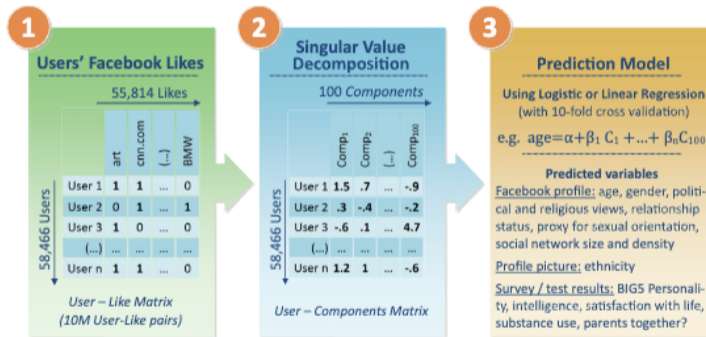 1
Users' Facebook Likes
55,814 Likes
58,466 Users
art cnn.com (...) BMW
User 1 1 1 ... 0
User 2 0 1 ... 1
User 3 1 0 ... 0
(...) ... ... ... ...
User n 1 1 ... 0
User – Like Matrix
(10M User-Like pairs)
2
Singular Value
Decomposition
100 Components
58,466 Users
Comp₁ Comp₂ (...) Comp₁₀₀
User 1 1.5 .7 ... -.9
User 2 .3 -.4 ... -.2
User 3 -.6 .1 ... 4.7
(...) ... ... ... ...
User n 1.2 1 ... -.6
User – Components Matrix
3
Prediction Model
Using Logistic or Linear Regression
(with 10-fold cross validation)
e.g. age=α+β₁ C₁ +...+ βₙC₁₀₀
Predicted variables
Facebook profile: age, gender, politi-
cal and religious views, relationship
status, proxy for sexual orientation,
social network size and density
Profile picture: ethnicity
Survey / test results: BIG5 Personali-
ty, intelligence, satisfaction with life,
substance use, parents together?